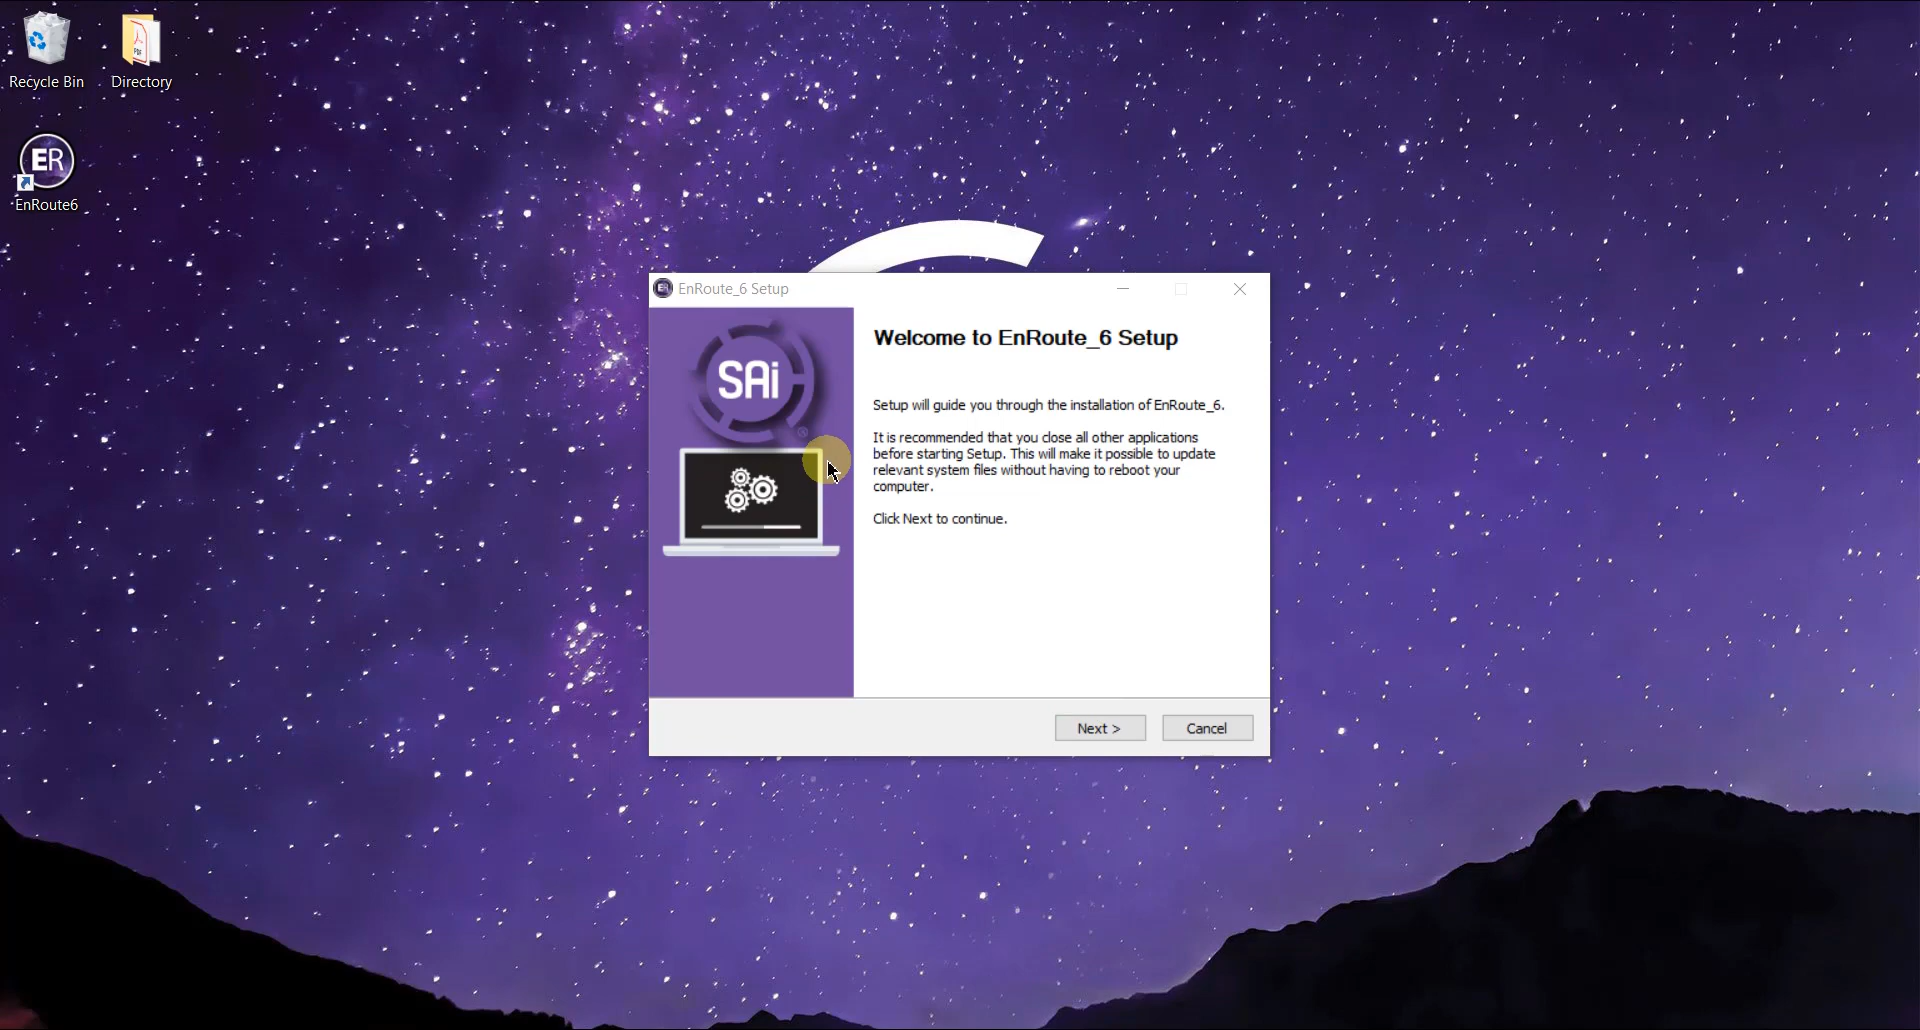 Recycle Bin
Directory
PDF
ER
EnRoute6
ER EnRoute_6 Setup
SAi
®
Welcome to EnRoute_6 Setup
Setup will guide you through the installation of EnRoute_6.
It is recommended that you close all other applications
before starting Setup. This will make it possible to update
relevant system files without having to reboot your
computer.
Click Next to continue.
Next >
Cancel